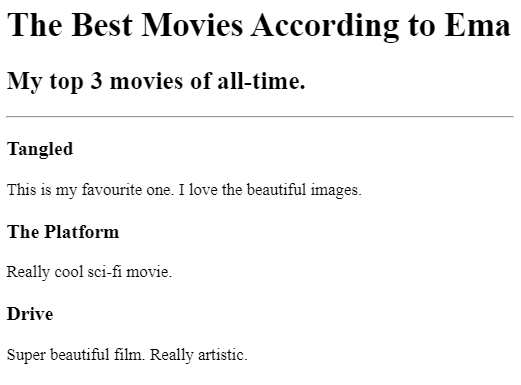 The Best Movies According to Ema
My top 3 movies of all-time.
Tangled
This is my favourite one. I love the beautiful images.
The Platform
Really cool sci-fi movie.
Drive
Super beautiful film. Really artistic.